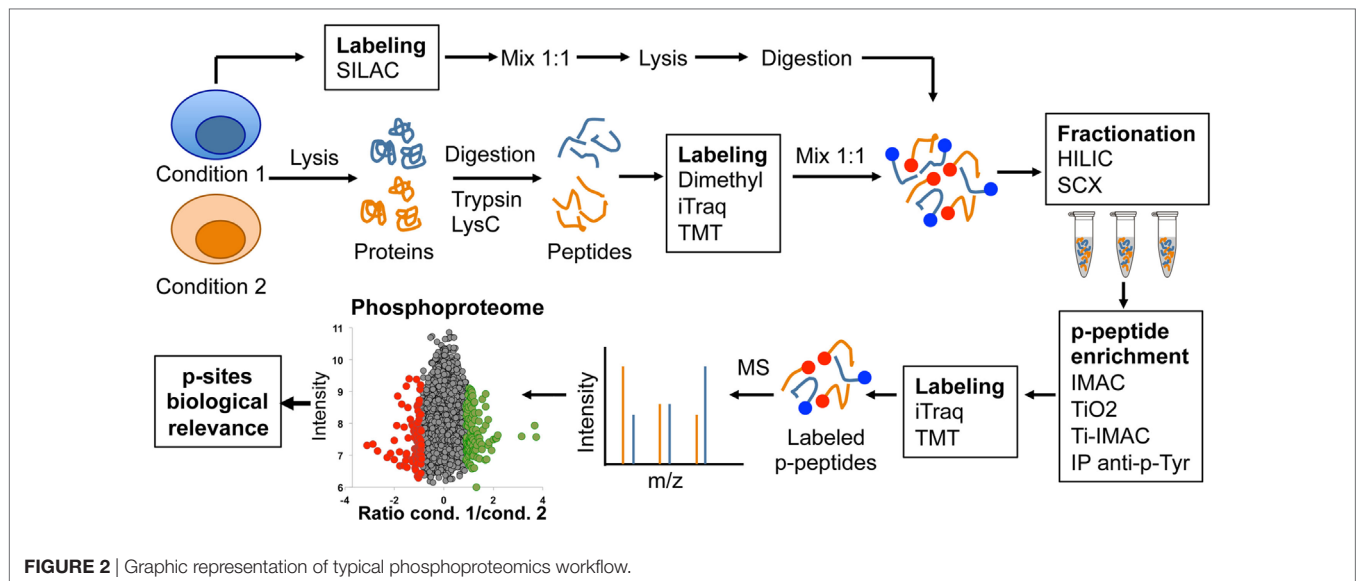 Labeling
SILAC
Mix 1:1
Lysis
Digestion
Condition 1
Condition 2
Lysis
Proteins
Digestion
Trypsin
LysC
Peptides
Labeling
Dimethyl
iTraq
TMT
Mix 1:1
Fractionation
HILIC
SCX
p-peptide
enrichment
IMAC
TiO2
Ti-IMAC
IP anti-p-Tyr
Labeling
iTraq
TMT
Labeled
p-peptides
MS
Intensity
m/z
Phosphoproteome
Intensity
11
10
9
8
7
6
-4
-2
0
2
4
Ratio cond. 1/cond. 2
p-sites
biological
relevance
FIGURE 2 | Graphic representation of typical phosphoproteomics workflow.